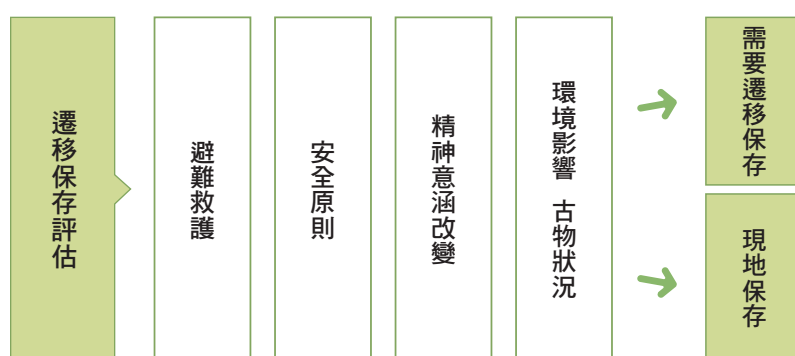 遷移保存評估
避難救護
安全原則
精神意涵改變
環境影響 古物狀況
需要遷移保存
現地保存